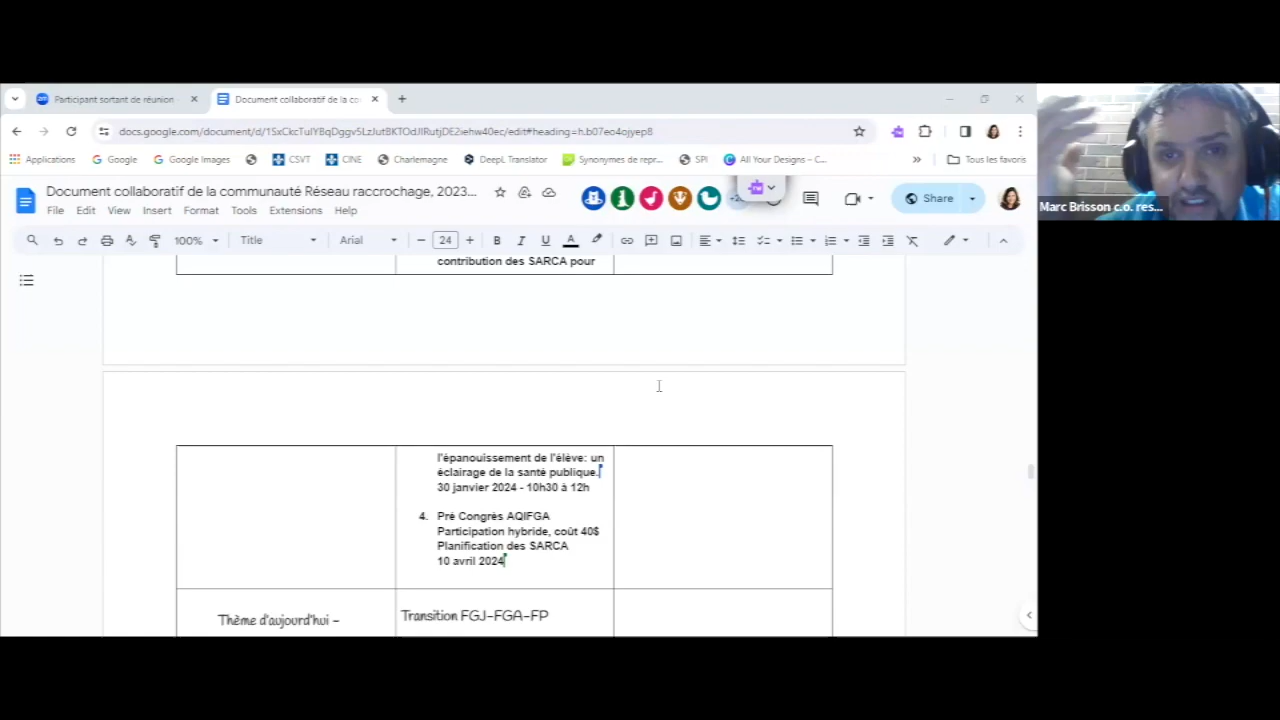 Participant sortant de réunion
Document collaboratif de la co
docs.google.com/document/d/1SxCkcTulYBqDggv5LzJutBKTOdJIRutjDE2iehw40ec/edit#heading=h.b07eo4ojyep8
Applications
Google
Google Images
CSVT
CINE
Charlemagne
DeepL Translator
Synonymes de repr...
SPI
All Your Designs – C...
Tous les favoris
Document collaboratif de la communauté Réseau raccrochage, 2023...
Share
File Edit View Insert Format Tools Extensions Help
100% Title Arial 24 B I U A
Marc Brisson c.o. res...
contribution des SARCA pour
l'épanouissement de l'élève: un
éclairage de la santé publique.
30 janvier 2024 - 10h30 à 12h
4. Pré Congrès AQIFGA
Participation hybride, coût 40$
Planification des SARCA
10 avril 2024
Thème d'aujourd'hui –
Transition FGJ-FGA-FP